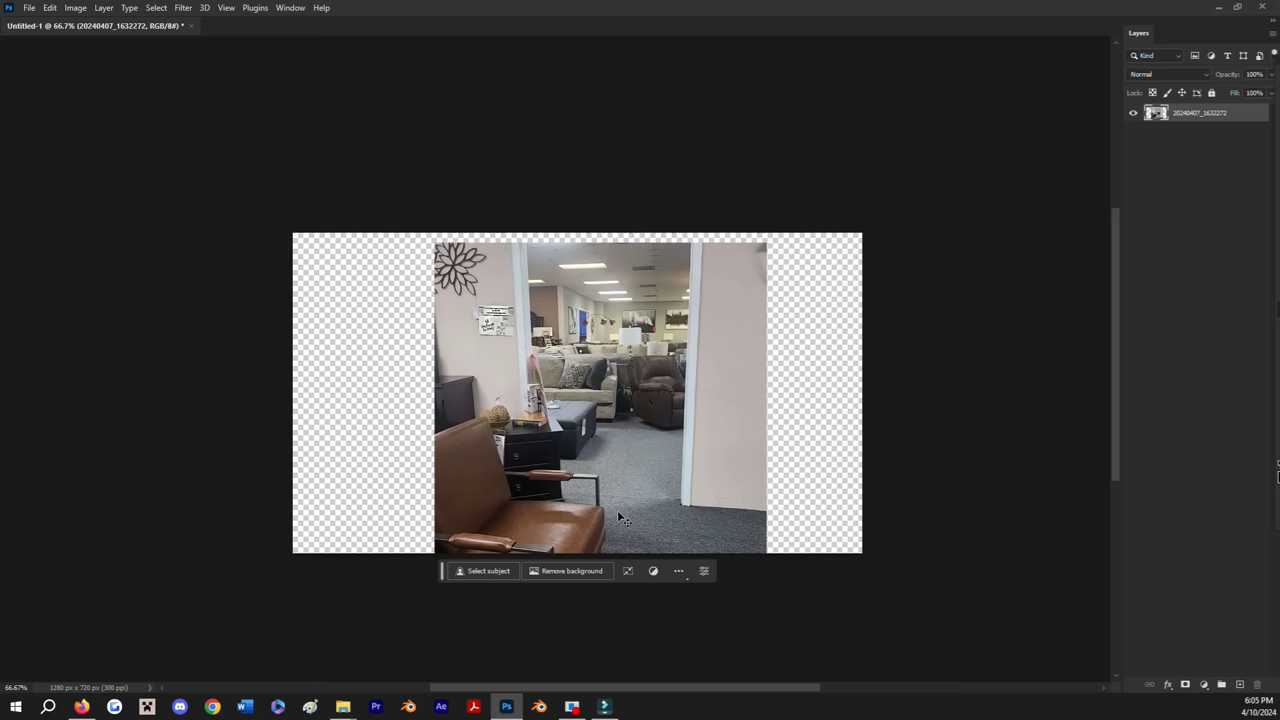 File Edit Image Layer Type Select Filter 3D View Plugins Window Help
Untitled-1 @ 66.7% (20240407_1632272, RGB/8#) * ×
Layers
Kind
Normal Opacity: 100%
Lock: Fill: 100%
20240407_1632272
Select subject Remove background
66.67% 1280 px x 720 px (300 ppi)
6:05 PM
4/10/2024